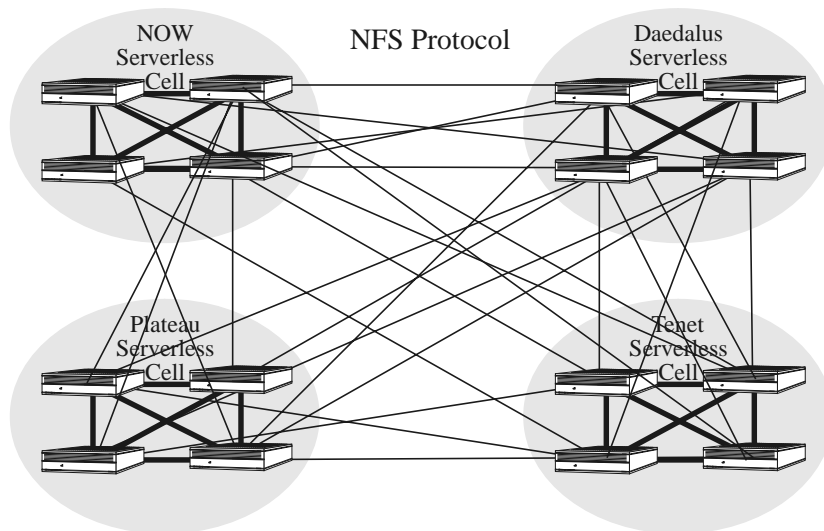 NOW
Serverless
Cell
NFS Protocol
Daedalus
Serverless
Cell
Plateau
Serverless
Cell
Tenet
Serverless
Cell